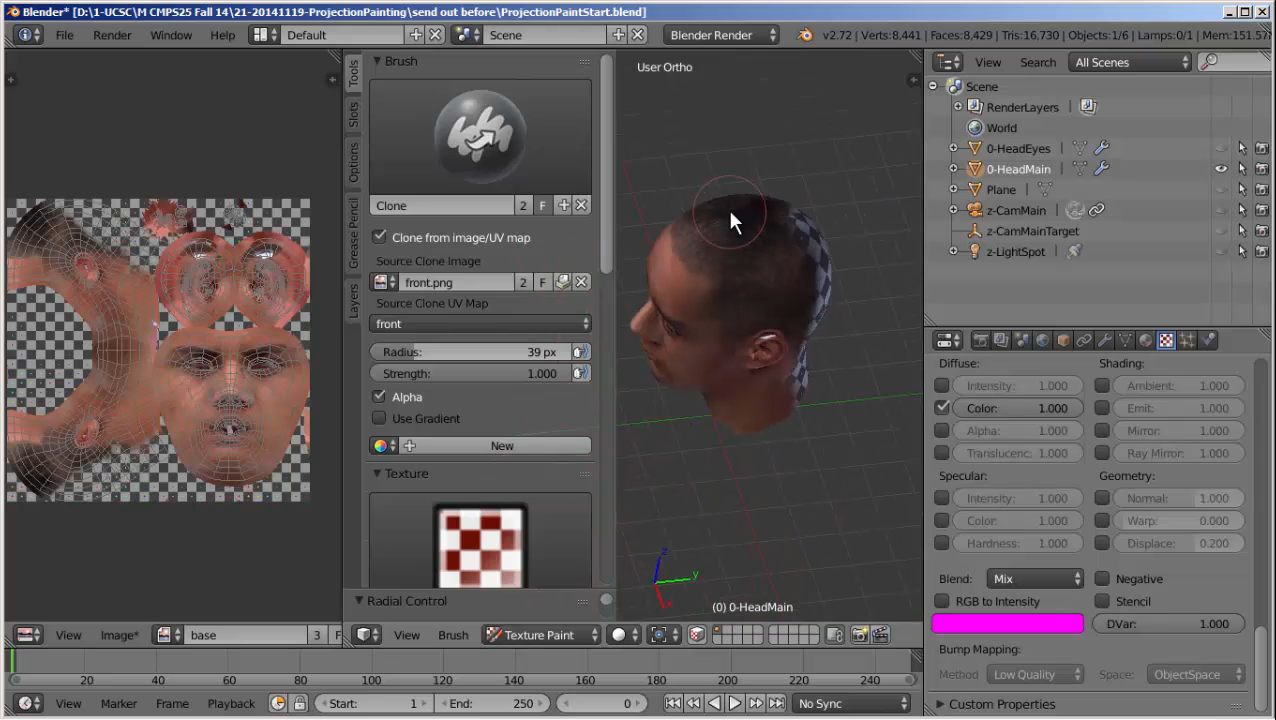 Blender* [D:\1-UCSC\M CMPS25 Fall 14\21-20141119-ProjectionPainting\send out before\ProjectionPaintStart.blend]
File Render Window Help Default Scene Blender Render v2.72 | Verts:8,441 | Faces:8,429 | Tris:16,730 | Objects:1/6 | Lamps:0/1 | Mem:151.57
Brush
User Ortho
View Search All Scenes
Scene
RenderLayers
World
0-HeadEyes
0-HeadMain
Plane
z-CamMain
z-CamMainTarget
z-LightSpot
Tools
Slots
Options
Grease Pencil
Layers
Clone 2 F
Clone from image/UV map
Source Clone Image
front.png 2 F
Source Clone UV Map
front
Radius: 39 px
Strength: 1.000
Alpha
Use Gradient
New
Texture
Radial Control
z
y
x
(0) 0-HeadMain
Diffuse: Shading:
Intensity: 1.000 Ambient: 1.000
Color: 1.000 Emit: 1.000
Alpha: 1.000 Mirror: 1.000
Translucenc: 1.000 Ray Mirror: 1.000
Specular: Geometry:
Intensity: 1.000 Normal: 1.000
Color: 1.000 Warp: 0.000
Hardness: 1.000 Displace: 0.200
Blend: Mix Negative
RGB to Intensity Stencil
DVar: 1.000
Bump Mapping:
Method Low Quality Space: ObjectSpace
Custom Properties
View Image* base 3 F
View Brush Texture Paint
0 20 40 60 80 100 120 140 160 180 200 220 240
View Marker Frame Playback Start: 1 End: 250 0 No Sync